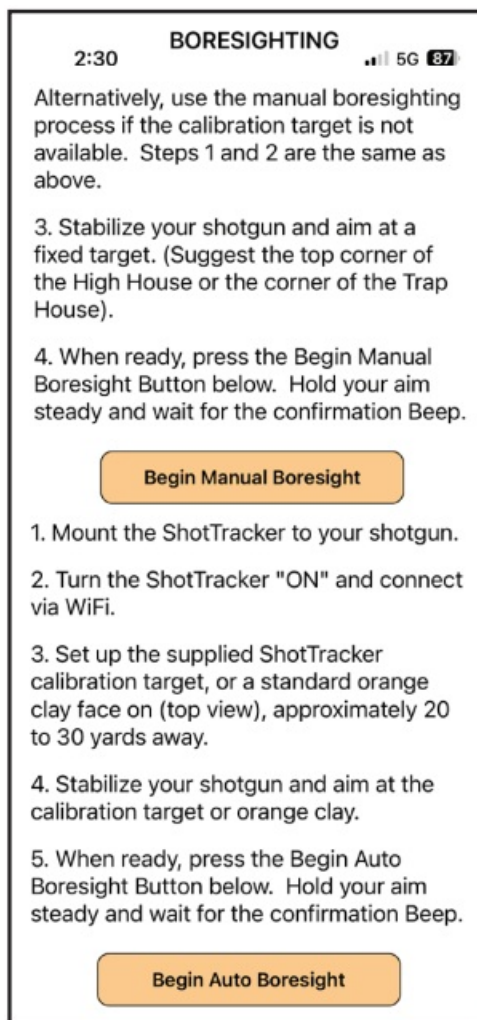 BORESIGHTING
2:30
5G 87
Alternatively, use the manual boresighting
process if the calibration target is not
available. Steps 1 and 2 are the same as
above.
3. Stabilize your shotgun and aim at a
fixed target. (Suggest the top corner of
the High House or the corner of the Trap
House).
4. When ready, press the Begin Manual
Boresight Button below. Hold your aim
steady and wait for the confirmation Beep.
Begin Manual Boresight
1. Mount the ShotTracker to your shotgun.
2. Turn the ShotTracker "ON" and connect
via WiFi.
3. Set up the supplied ShotTracker
calibration target, or a standard orange
clay face on (top view), approximately 20
to 30 yards away.
4. Stabilize your shotgun and aim at the
calibration target or orange clay.
5. When ready, press the Begin Auto
Boresight Button below. Hold your aim
steady and wait for the confirmation Beep.
Begin Auto Boresight